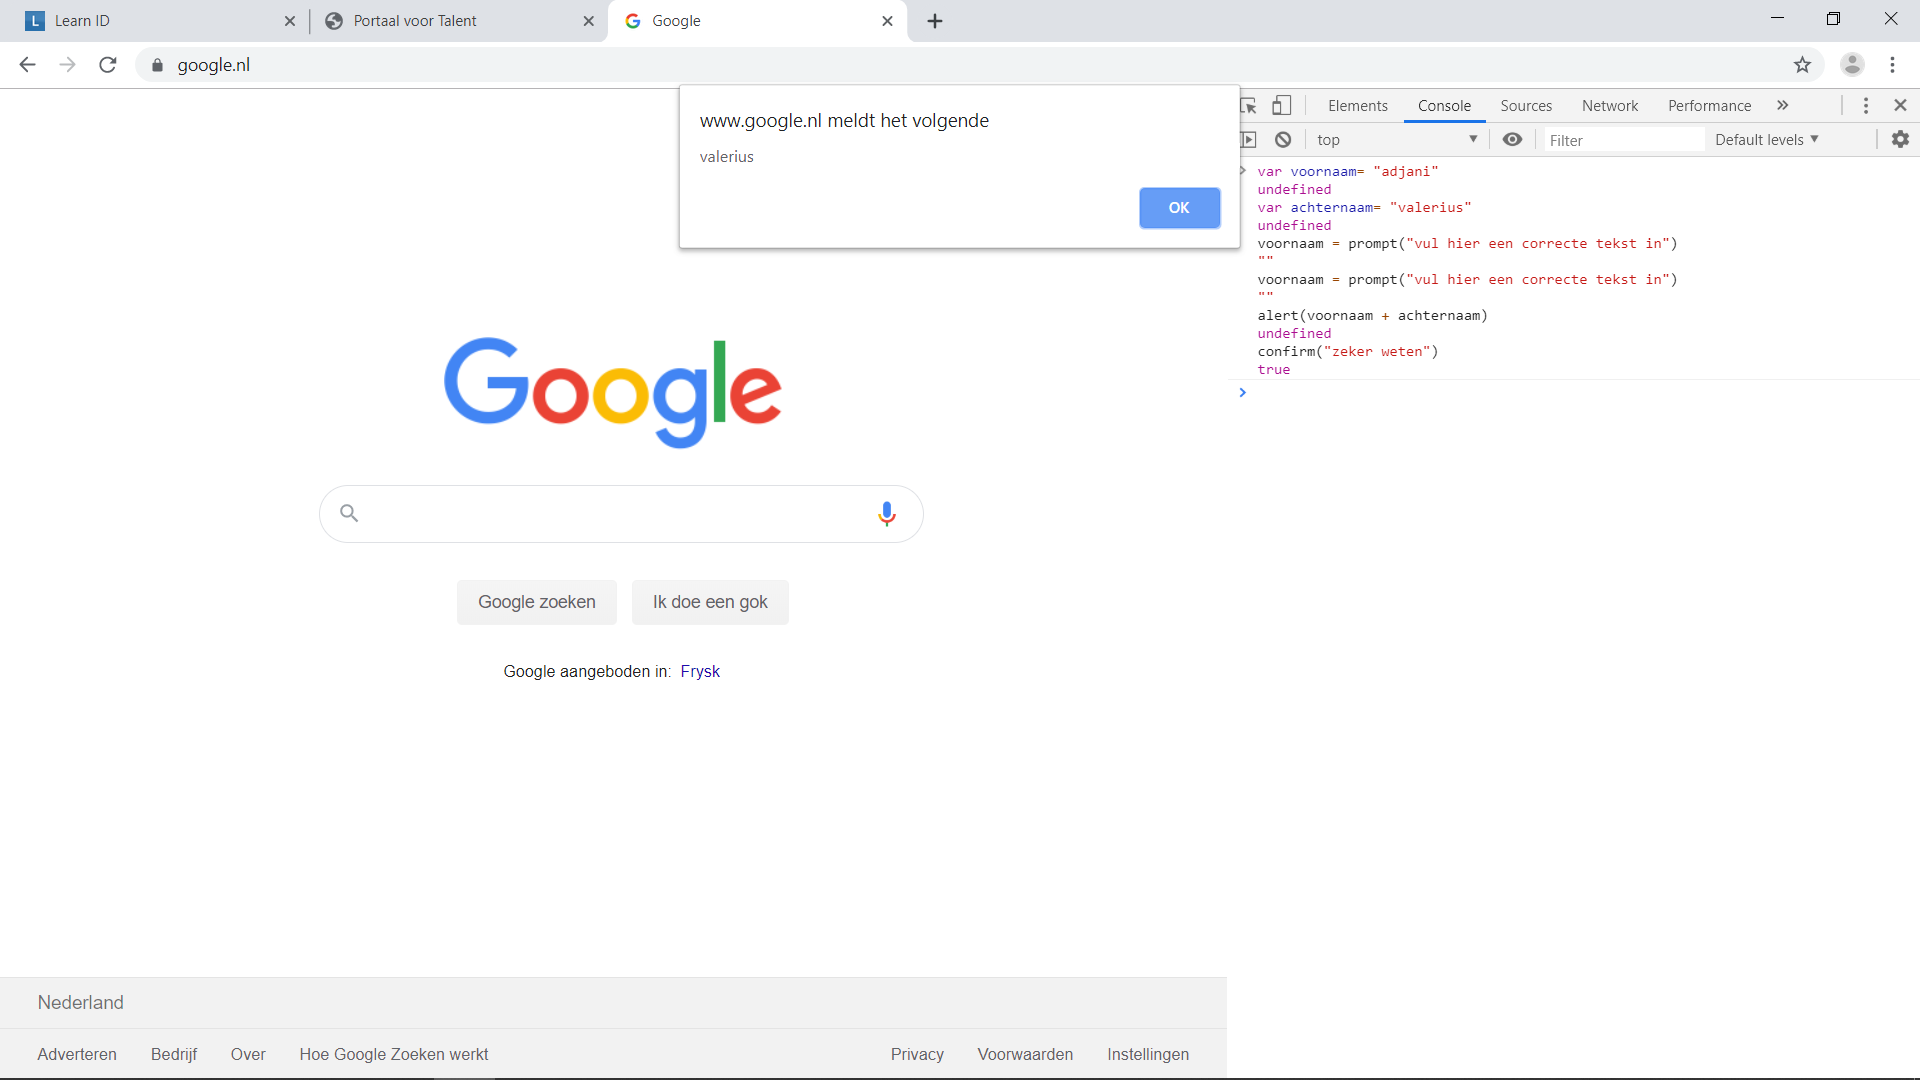 L Learn ID
Portaal voor Talent
Google
google.nl
www.google.nl meldt het volgende
valerius
OK
Elements Console Sources Network Performance
top Filter Default levels
var voornaam= "adjani"
undefined
var achternaam= "valerius"
undefined
voornaam = prompt("vul hier een correcte tekst in")
""
voornaam = prompt("vul hier een correcte tekst in")
""
alert(voornaam + achternaam)
undefined
confirm("zeker weten")
true
Google
Google zoeken
Ik doe een gok
Google aangeboden in: Frysk
Nederland
Adverteren Bedrijf Over Hoe Google Zoeken werkt Privacy Voorwaarden Instellingen